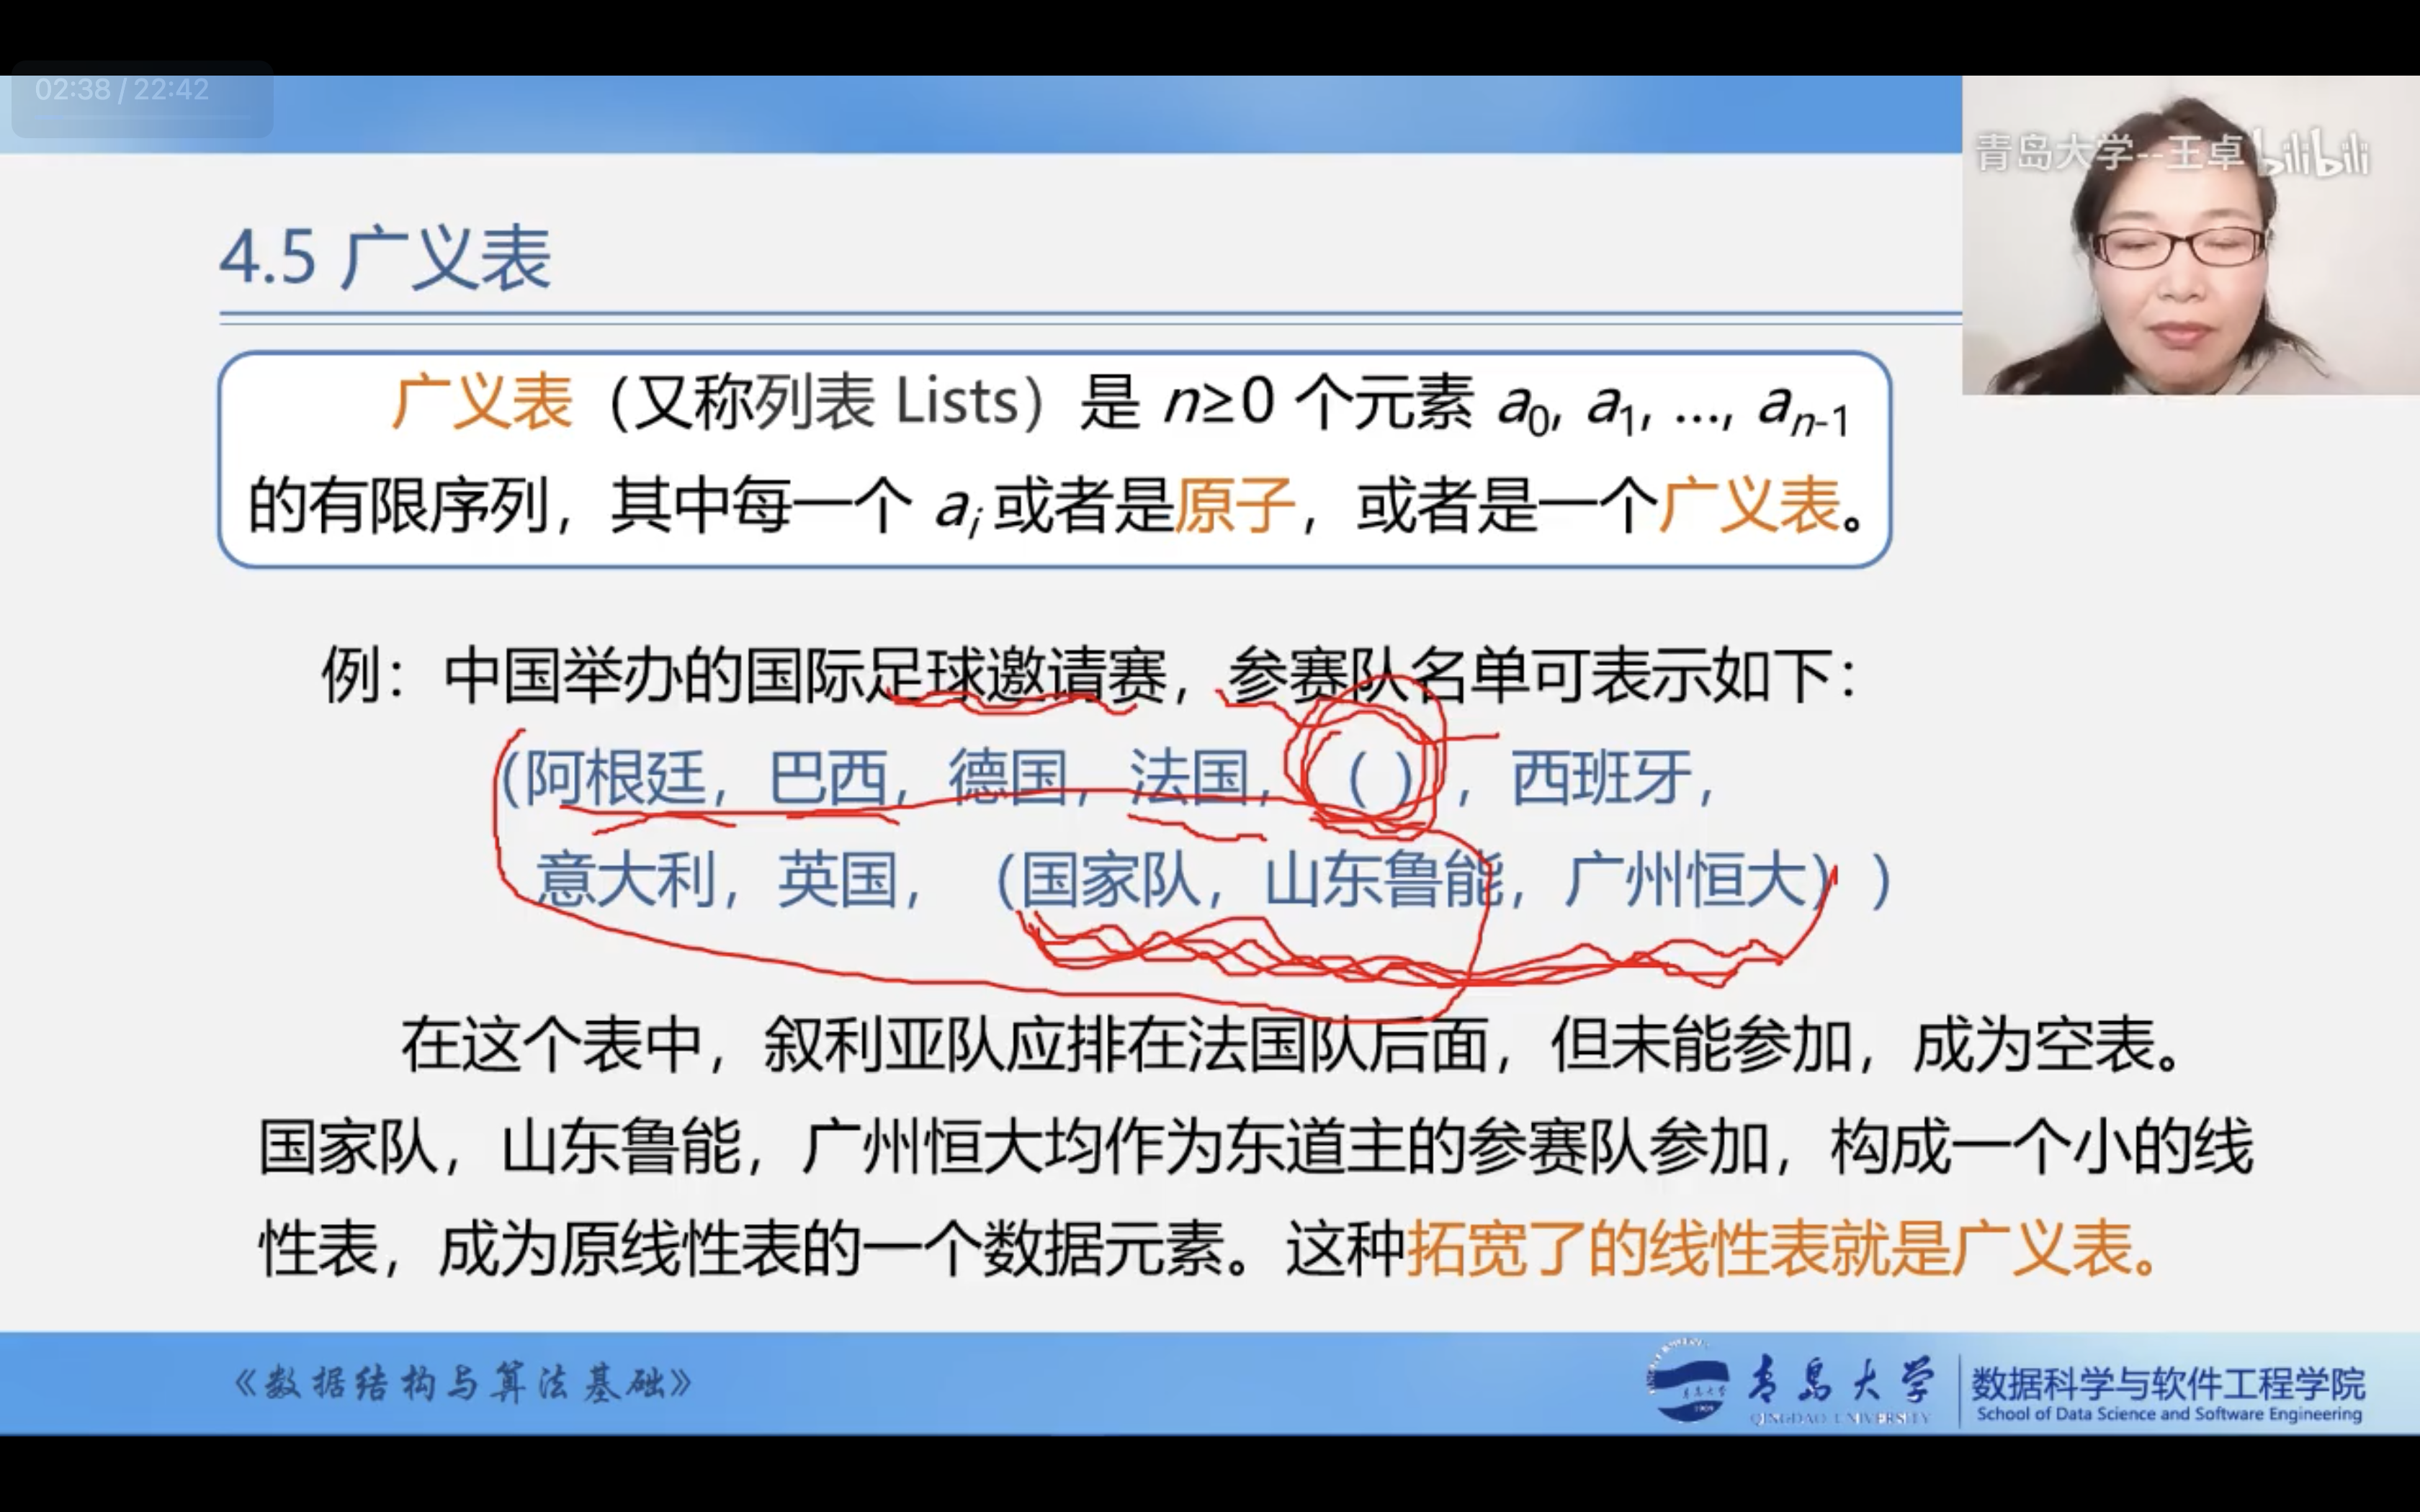 02:38 / 22:42
青岛大学--王卓 bilibili
4.5 广义表
广义表（又称列表 Lists）是 n≥0 个元素 a0, a1, …, an-1
的有限序列，其中每一个 ai 或者是原子，或者是一个广义表。
例：中国举办的国际足球邀请赛，参赛队名单可表示如下：
（阿根廷，巴西，德国，法国，（ ），西班牙，
意大利，英国，（国家队，山东鲁能，广州恒大））
在这个表中，叙利亚队应排在法国队后面，但未能参加，成为空表。
国家队，山东鲁能，广州恒大均作为东道主的参赛队参加，构成一个小的线
性表，成为原线性表的一个数据元素。这种拓宽了的线性表就是广义表。
《数据结构与算法基础》
青岛大学
QINGDAO UNIVERSITY
数据科学与软件工程学院
School of Data Science and Software Engineering